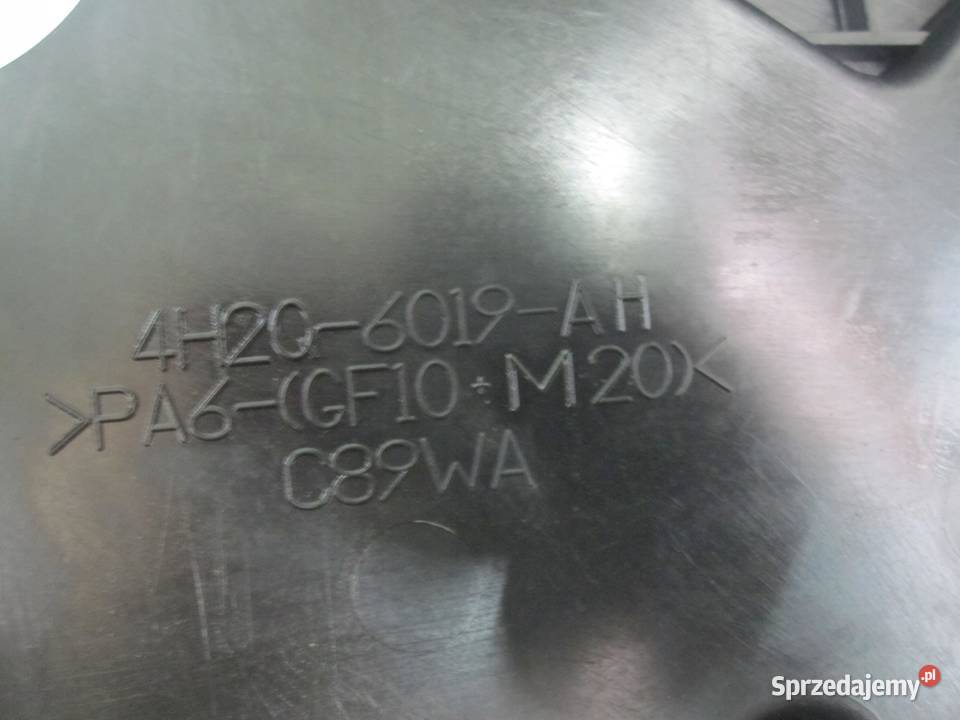 4H2Q-6019-AH
>PA6-(GF10+M20)<
C89WA
Sprzedajemy.pl